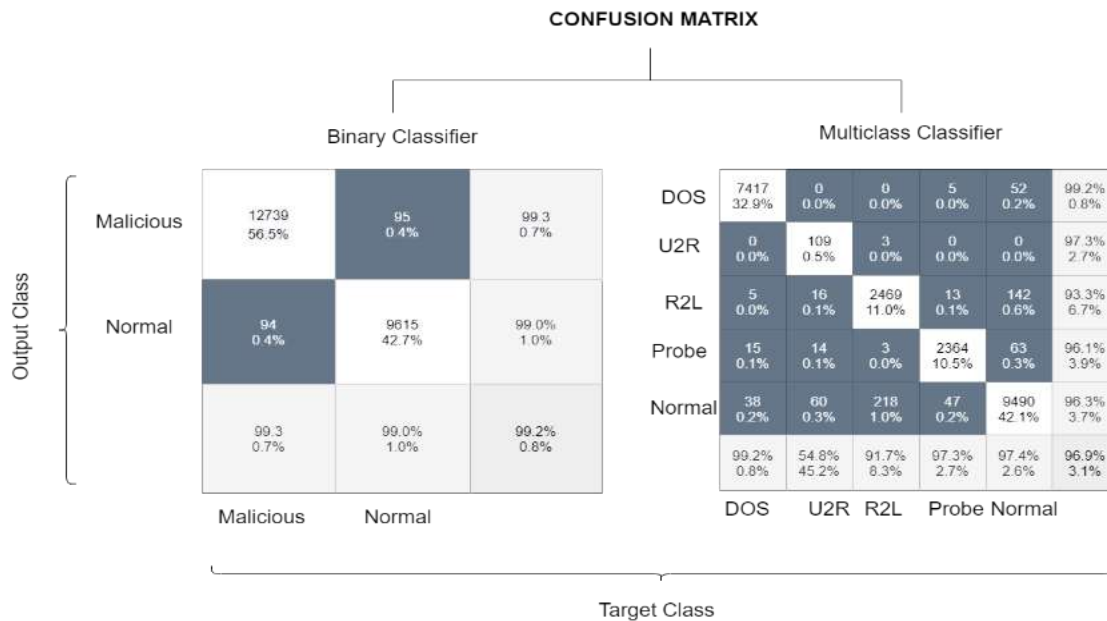 CONFUSION MATRIX
Binary Classifier
Multiclass Classifier
Output Class
Malicious
12739 95 99.3
56.5% 0.4% 0.7%
Normal
94 9615 99.0%
0.4% 42.7% 1.0%
99.3 99.0% 99.2%
0.7% 1.0% 0.8%
Malicious Normal
DOS
7417 0 0 5 52 99.2%
32.9% 0.0% 0.0% 0.0% 0.2% 0.8%
U2R
0 109 3 0 0 97.3%
0.0% 0.5% 0.0% 0.0% 0.0% 2.7%
R2L
5 16 2469 13 142 93.3%
0.0% 0.1% 11.0% 0.1% 0.6% 6.7%
Probe
15 14 3 2364 63 96.1%
0.1% 0.1% 0.0% 10.5% 0.3% 3.9%
Normal
38 60 218 47 9490 96.3%
0.2% 0.3% 1.0% 0.2% 42.1% 3.7%
99.2% 54.8% 91.7% 97.3% 97.4% 96.9%
0.8% 45.2% 8.3% 2.7% 2.6% 3.1%
DOS U2R R2L Probe Normal
Target Class